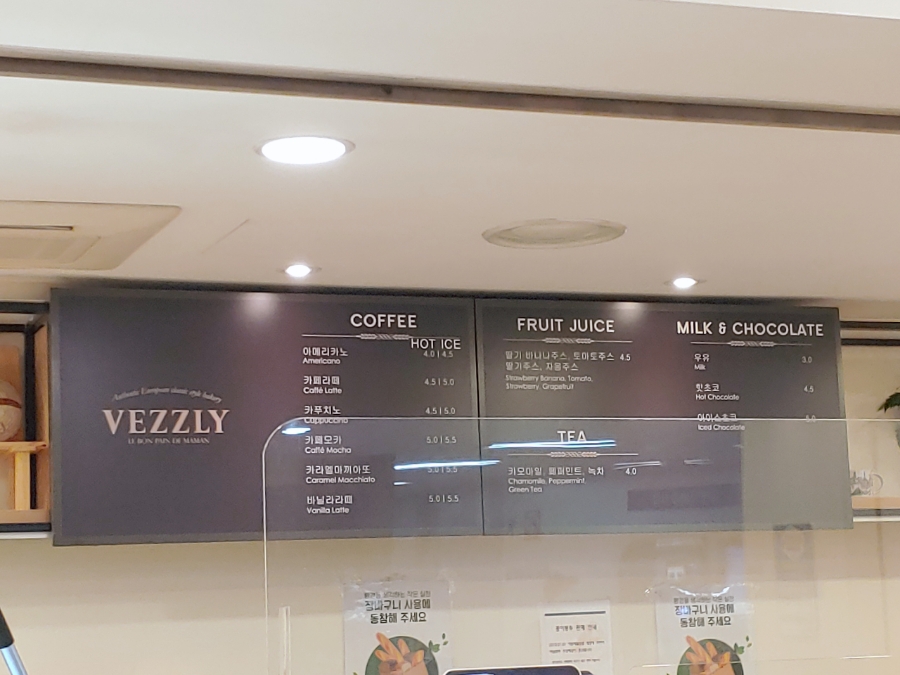 Authentic European classic style bakery
VEZZLY
LE BON PAIN DE MAMAN
COFFEE
HOT ICE
아메리카노 4.0 | 4.5
Americano
카페라떼 4.5 | 5.0
Caffé Latte
카푸치노 4.5 | 5.0
Cappuccino
카페모카 5.0 | 5.5
Caffé Mocha
카라멜마끼아또 5.0 | 5.5
Caramel Macchiato
바닐라라떼 5.0 | 5.5
Vanilla Latte
FRUIT JUICE
딸기 바나나주스, 토마토주스 4.5
딸기주스, 자몽주스
Strawberry Banana, Tomato,
Strawberry, Grapefruit
TEA
카모마일, 페퍼민트, 녹차 4.0
Chamomile, Peppermint,
Green Tea
MILK & CHOCOLATE
우유 3.0
Milk
핫초코 4.5
Hot Chocolate
아이스초코 5.0
Iced Chocolate
장바구니 사용에
동참해 주세요
장바구니 사용에
동참해 주세요